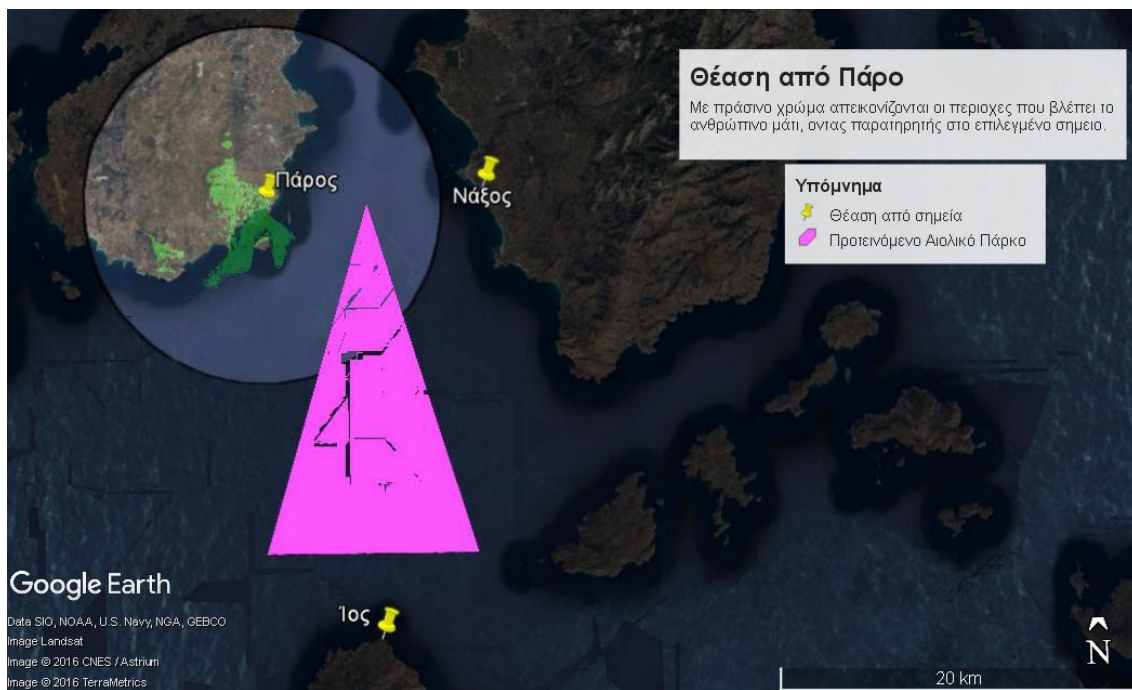 Θέαση από Πάρο
Με πράσινο χρώμα απεικονίζονται οι περιοχες που βλέπει το
ανθρώπινο μάτι, οντας παρατηρητής στο επιλεγμένο σημειο.
Υπόμνημα
Θέαση από σημεία
Προτεινόμενο Αιολικό Πάρκο
Πάρος
Νάξος
Ίος
Google Earth
Data SIO, NOAA, U.S. Navy, NGA, GEBCO
Image Landsat
Image © 2016 CNES / Astrium
Image © 2016 TerraMetrics
N
20 km